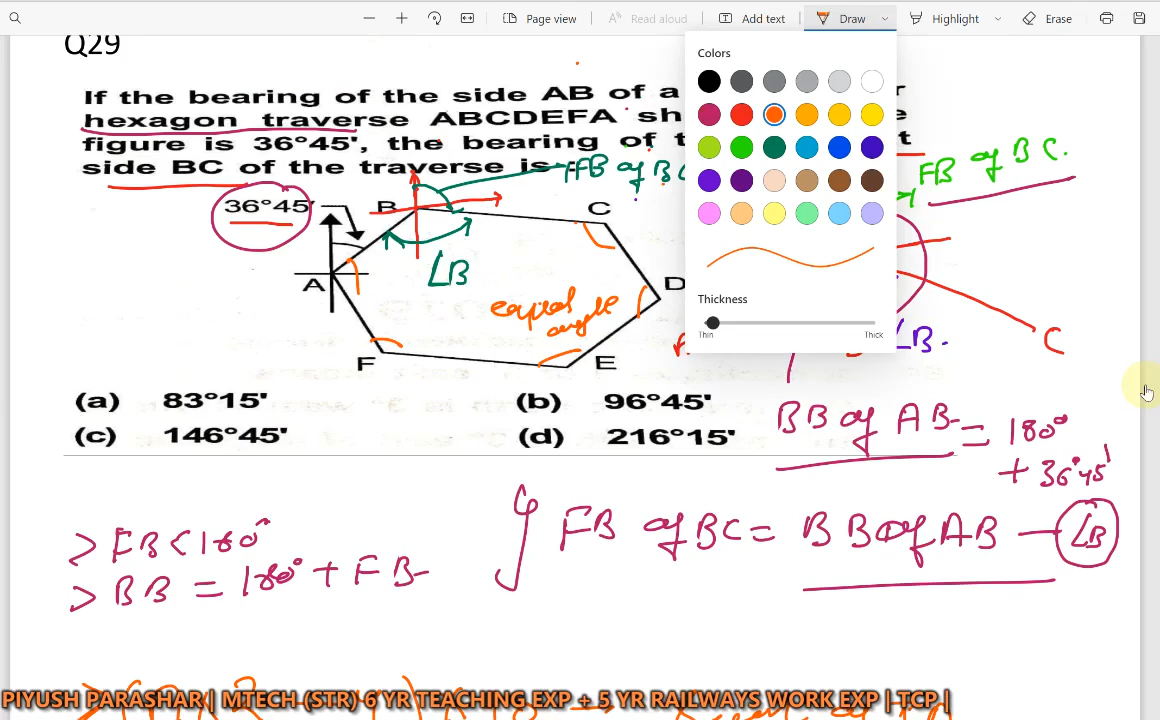 Page view
Read aloud
Add text
Draw
Highlight
Erase
Q29
Colors
If the bearing of the side AB of a
hexagon traverse ABCDEFA sh
figure is 36°45', the bearing of t
side BC of the traverse is
FB of BC
FB of BC.
36°45'
B
C
A
D
∠B
equal
angle
F
E
Thickness
Thin
Thick
∠B.
C
(a) 83°15' (b) 96°45'
(c) 146°45' (d) 216°15'
BB of AB = 180°
+ 36°45'
> FB < 180°
> BB = 180° + FB
FB of BC = BB of AB - ∠B
PIYUSH PARASHAR| MTECH (STR) 6 YR TEACHING EXP + 5 YR RAILWAYS WORK EXP | TCP |